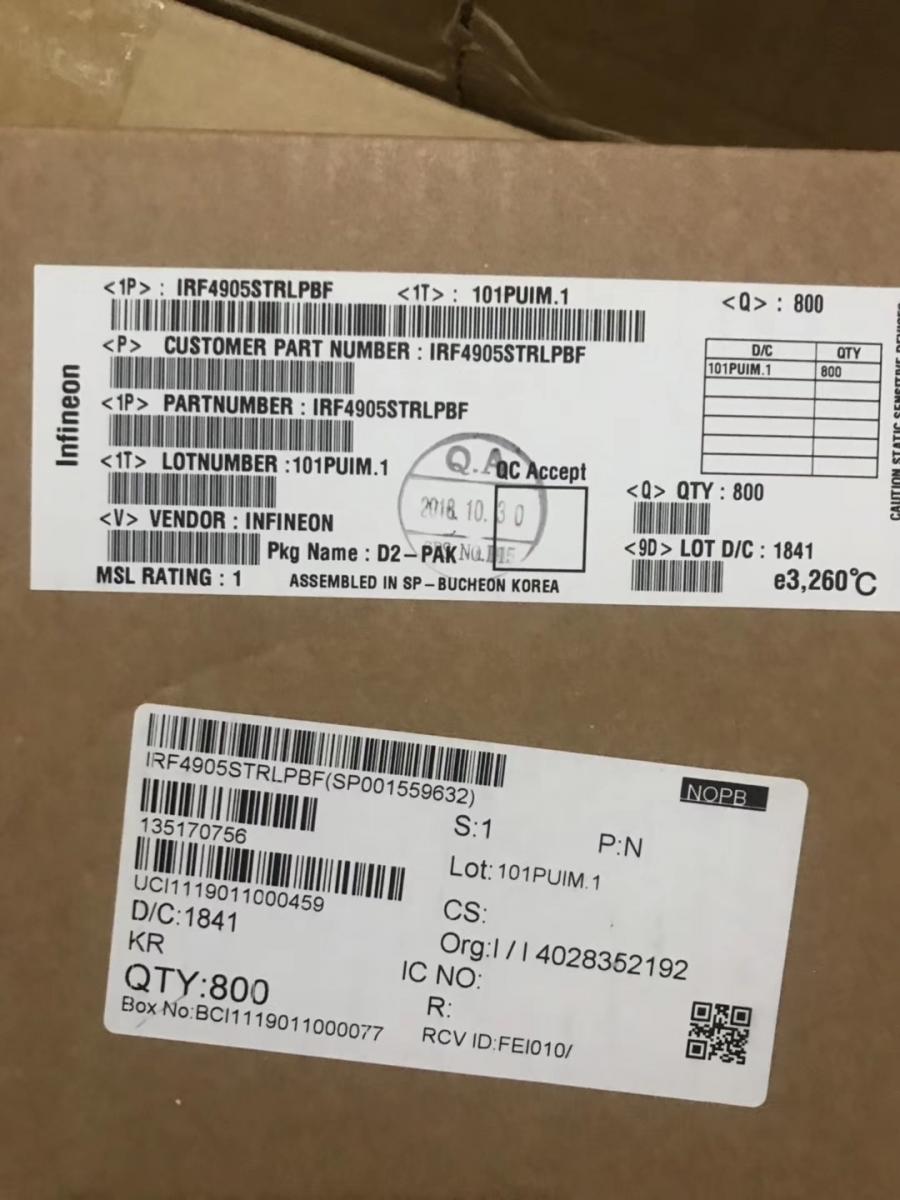 <1P> : IRF4905STRLPBF <1T> : 101PUIM.1 <Q> : 800
<P> CUSTOMER PART NUMBER : IRF4905STRLPBF
D/C QTY
101PUIM.1 800
Infineon
<1P> PARTNUMBER : IRF4905STRLPBF
<1T> LOTNUMBER :101PUIM.1
Q.A
QC Accept
<Q> QTY : 800
2018. 10. 30
<V> VENDOR : INFINEON
Pkg Name : D2-PAK
<9D> LOT D/C : 1841
MSL RATING : 1 ASSEMBLED IN SP-BUCHEON KOREA
e3,260℃
CAUTION STATIC SENSITIVE
IRF4905STRLPBF(SP001559632)
NOPB
135170756
S:1 P:N
UCI1119011000459
Lot: 101PUIM.1
D/C:1841
CS:
KR
Org:I / I 4028352192
QTY:800
IC NO:
R:
Box No:BCI1119011000077
RCV ID:FEI010/